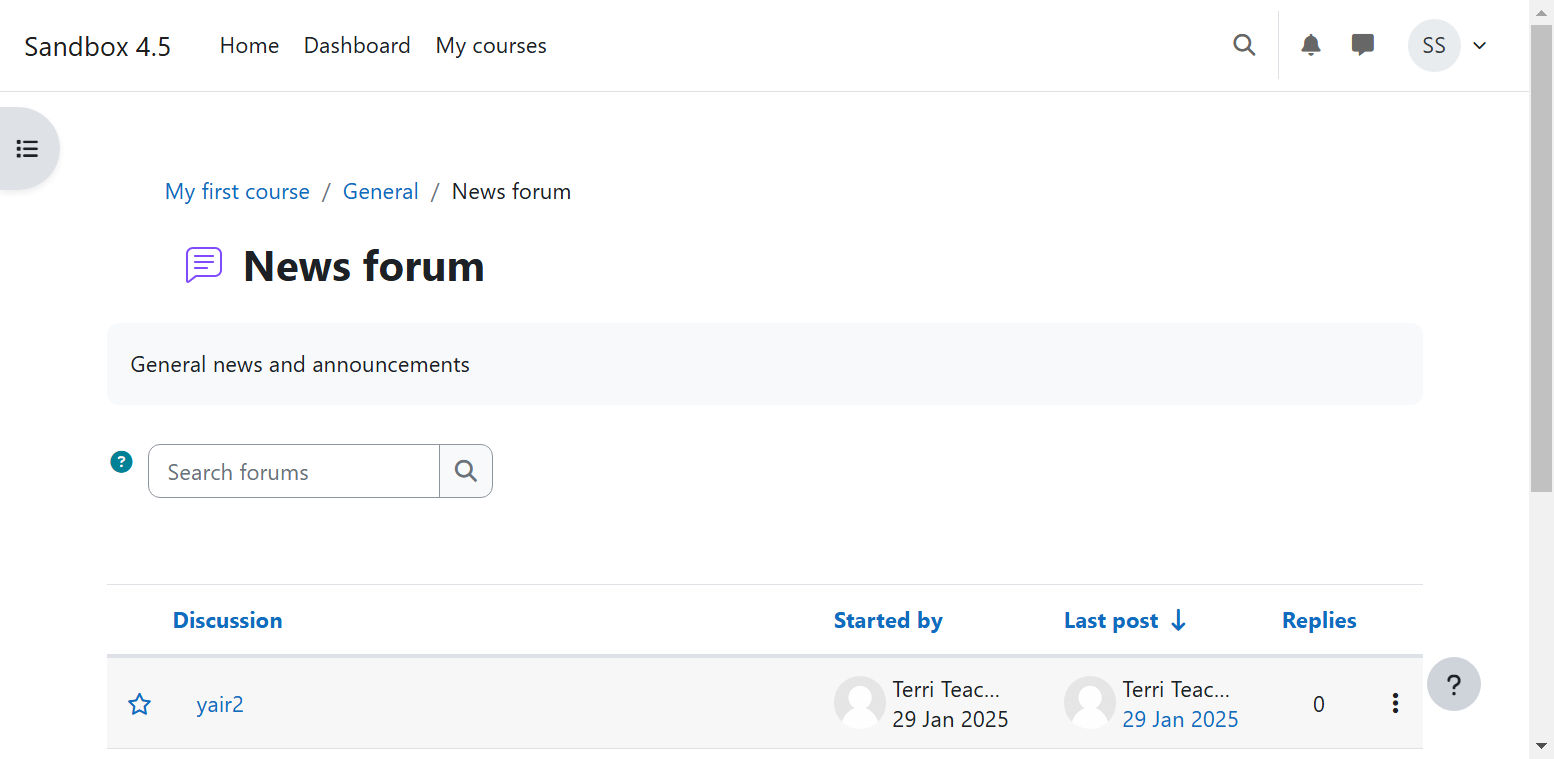 Sandbox 4.5 Home Dashboard My courses SS
My first course / General / News forum
News forum
General news and announcements
? Search forums
Discussion Started by Last post Replies
yair2 Terri Teac... 29 Jan 2025 Terri Teac... 29 Jan 2025 0
?